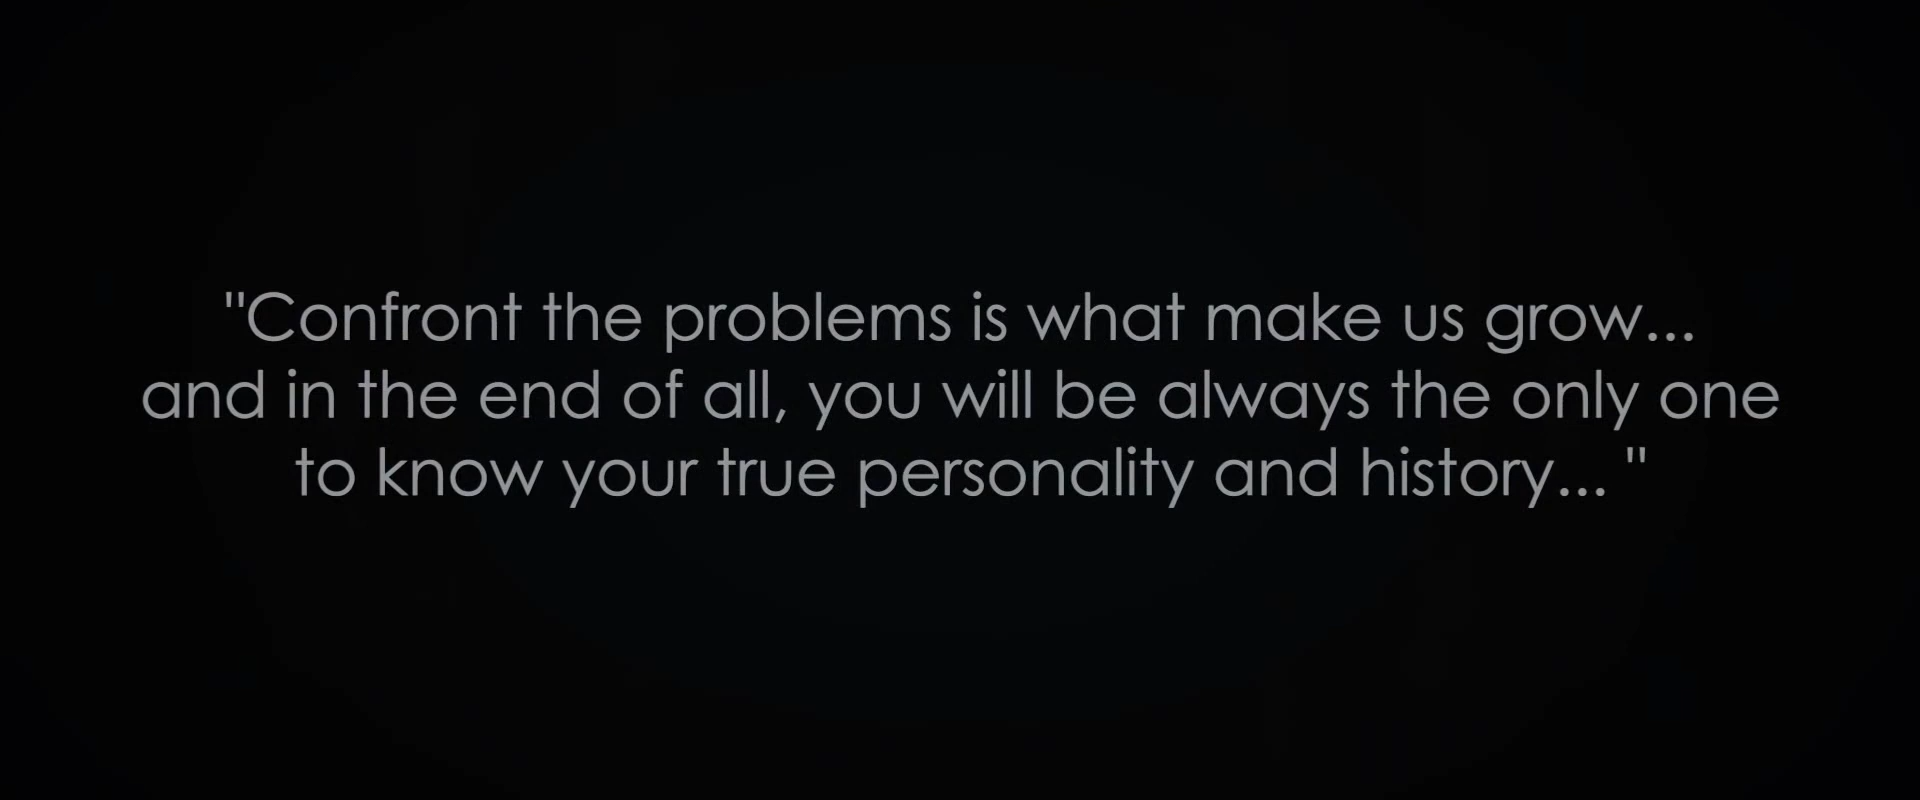 "Confront the problems is what make us grow...
and in the end of all, you will be always the only one
to know your true personality and history... "